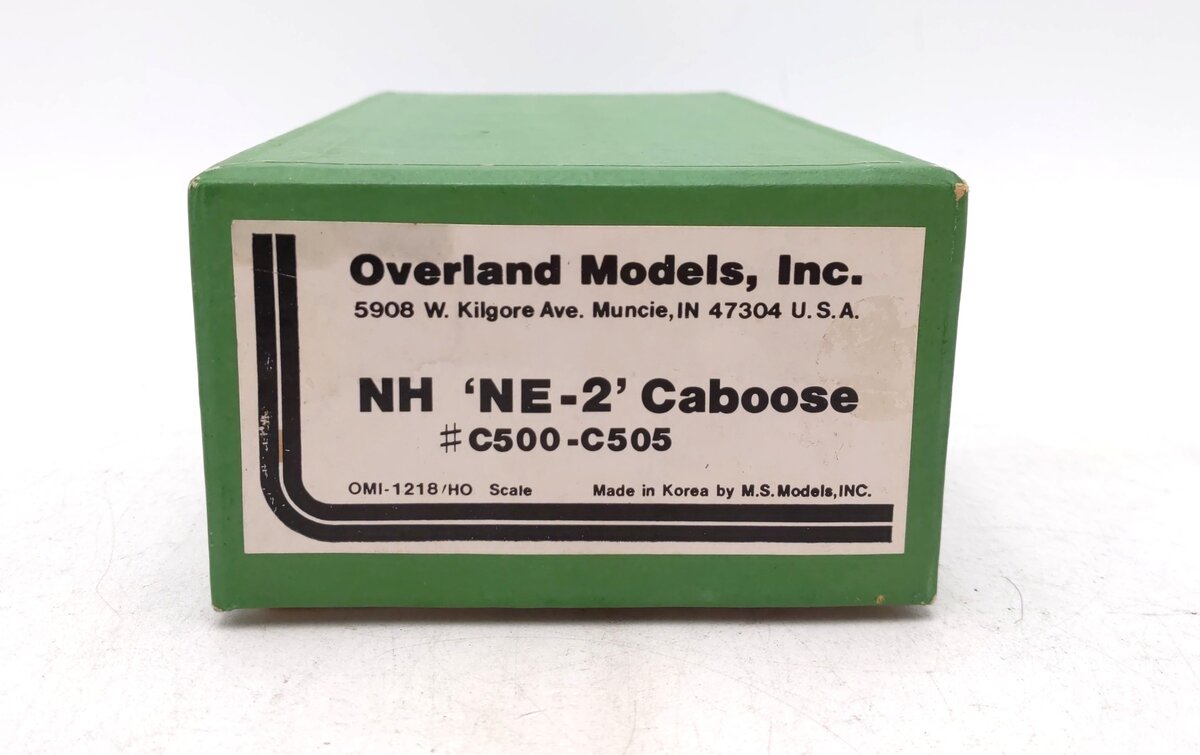 Overland Models, Inc.
5908 W. Kilgore Ave. Muncie, IN 47304 U.S.A.
NH 'NE-2' Caboose
#C500-C505
OMI-1218/HO Scale Made in Korea by M.S.Models,INC.